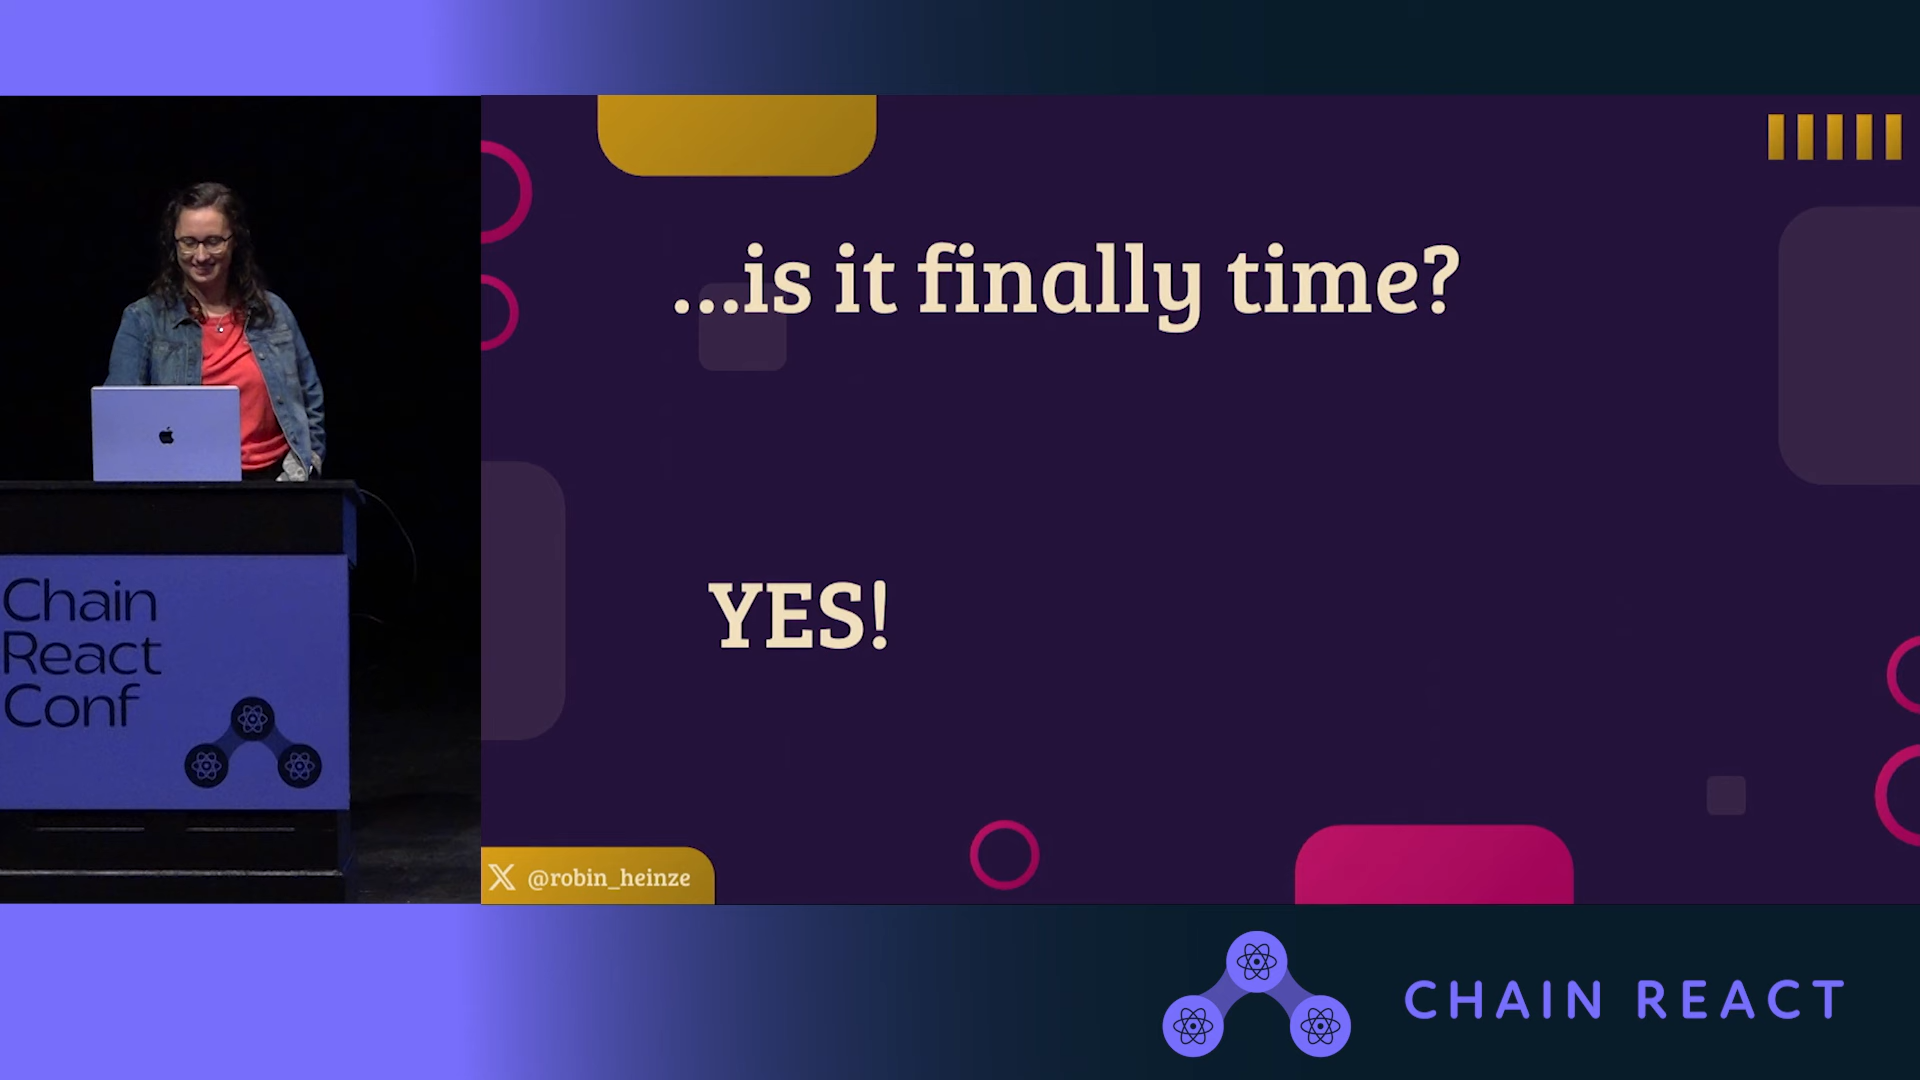 ...is it finally time?
YES!
@robin_heinze
Chain
React
Conf
CHAIN REACT